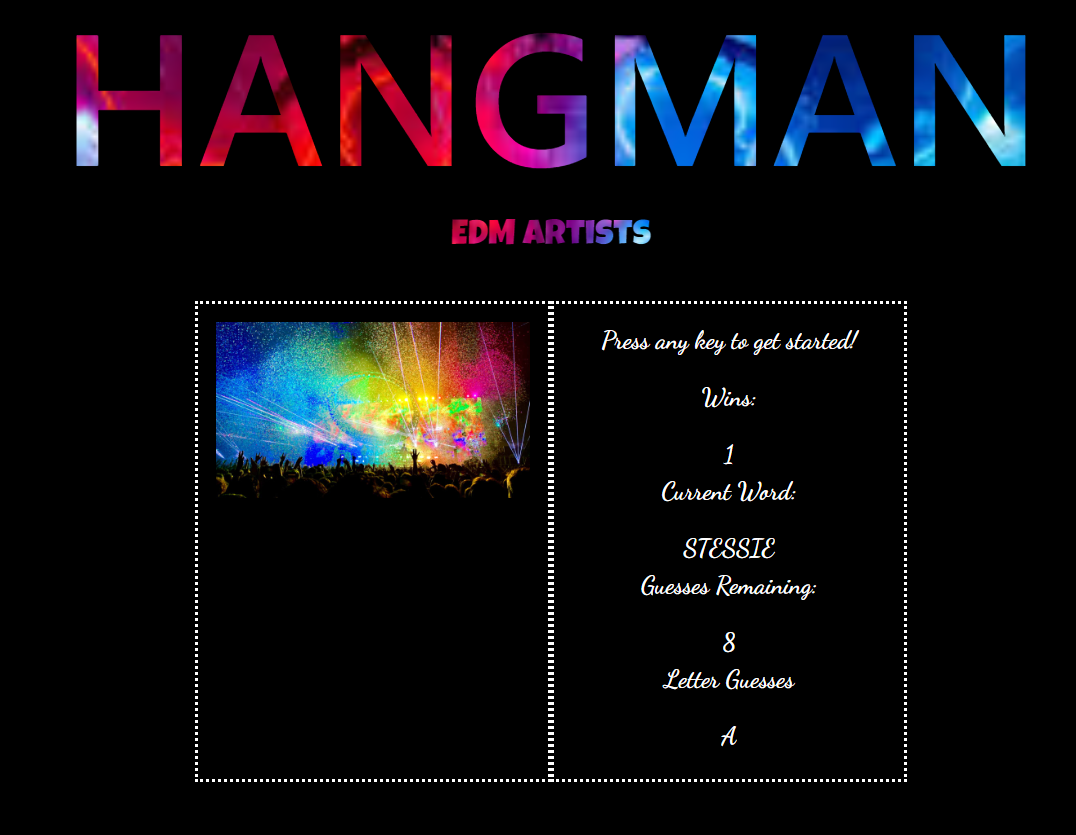 HANGMAN
EDM ARTISTS
Press any key to get started!
Wins:
1
Current Word:
STESSIE
Guesses Remaining:
8
Letter Guesses
A